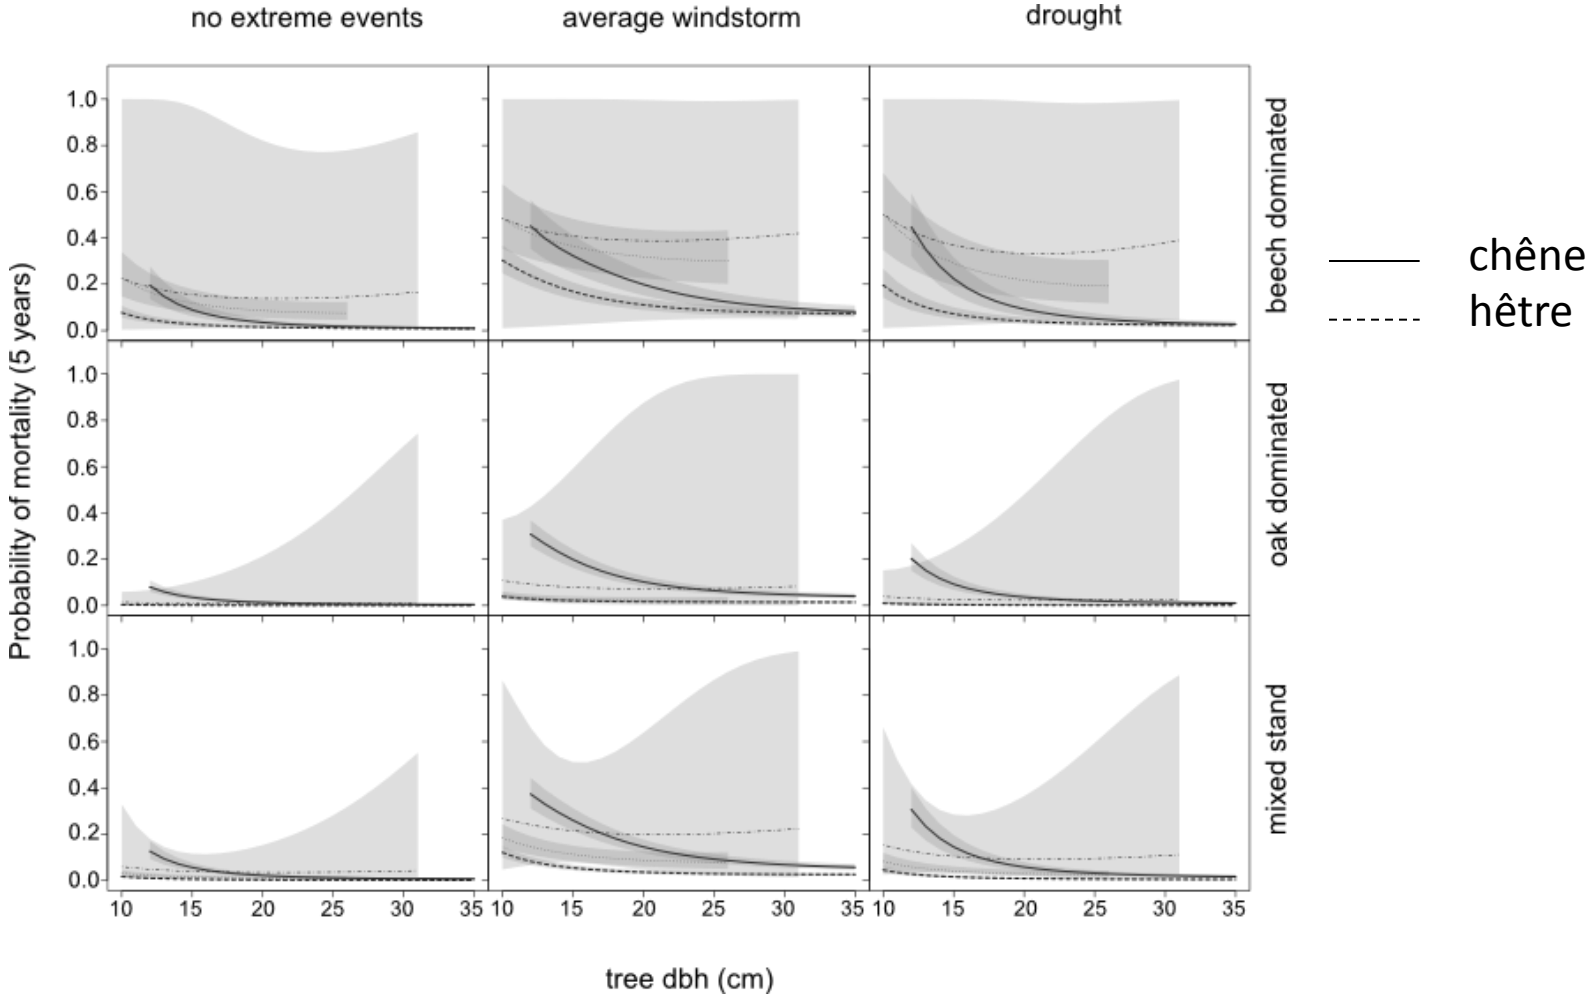 no extreme events
average windstorm
drought
Probability of mortality (5 years)
1.0
0.8
0.6
0.4
0.2
0.0
beech dominated
1.0
0.8
0.6
0.4
0.2
0.0
oak dominated
1.0
0.8
0.6
0.4
0.2
0.0
mixed stand
10 15 20 25 30 35
10 15 20 25 30 35
10 15 20 25 30 35
tree dbh (cm)
chêne
hêtre